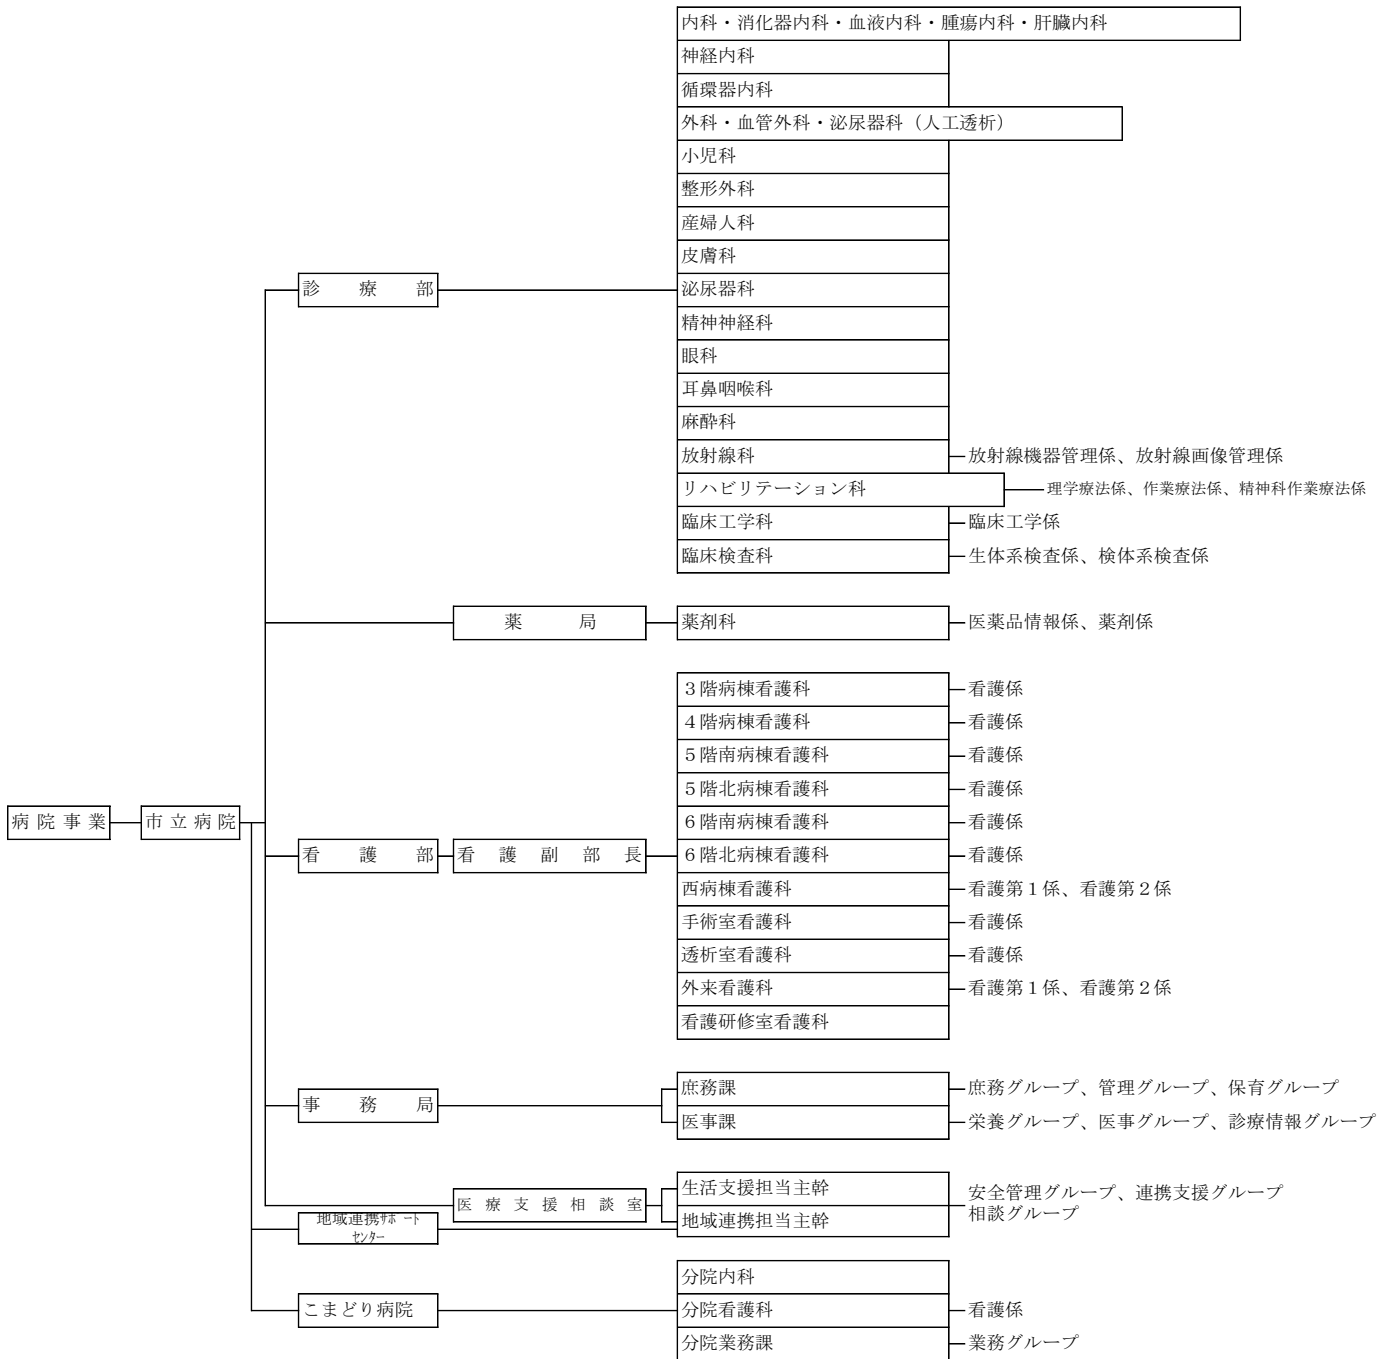 内科・消化器内科・血液内科・腫瘍内科・肝臓内科
神経内科
循環器内科
外科・血管外科・泌尿器科（人工透析）
小児科
整形外科
産婦人科
皮膚科
診療部
泌尿器科
精神神経科
眼科
耳鼻咽喉科
麻酔科
放射線科
放射線機器管理係、放射線画像管理係
リハビリテーション科
理学療法係、作業療法係、精神科作業療法係
臨床工学科
臨床工学係
臨床検査科
生体系検査係、検体系検査係
薬局
薬剤科
医薬品情報係、薬剤係
３階病棟看護科
看護係
４階病棟看護科
看護係
５階南病棟看護科
看護係
５階北病棟看護科
看護係
病院事業
市立病院
６階南病棟看護科
看護係
看護部
看護副部長
６階北病棟看護科
看護係
西病棟看護科
看護第１係、看護第２係
手術室看護科
看護係
透析室看護科
看護係
外来看護科
看護第１係、看護第２係
看護研修室看護科
事務局
庶務課
庶務グループ、管理グループ、保育グループ
医事課
栄養グループ、医事グループ、診療情報グループ
医療支援相談室
生活支援担当主幹
地域連携担当主幹
安全管理グループ、連携支援グループ
相談グループ
地域連携ｻﾎﾟｰﾄ
ｾﾝﾀｰ
分院内科
こまどり病院
分院看護科
看護係
分院業務課
業務グループ